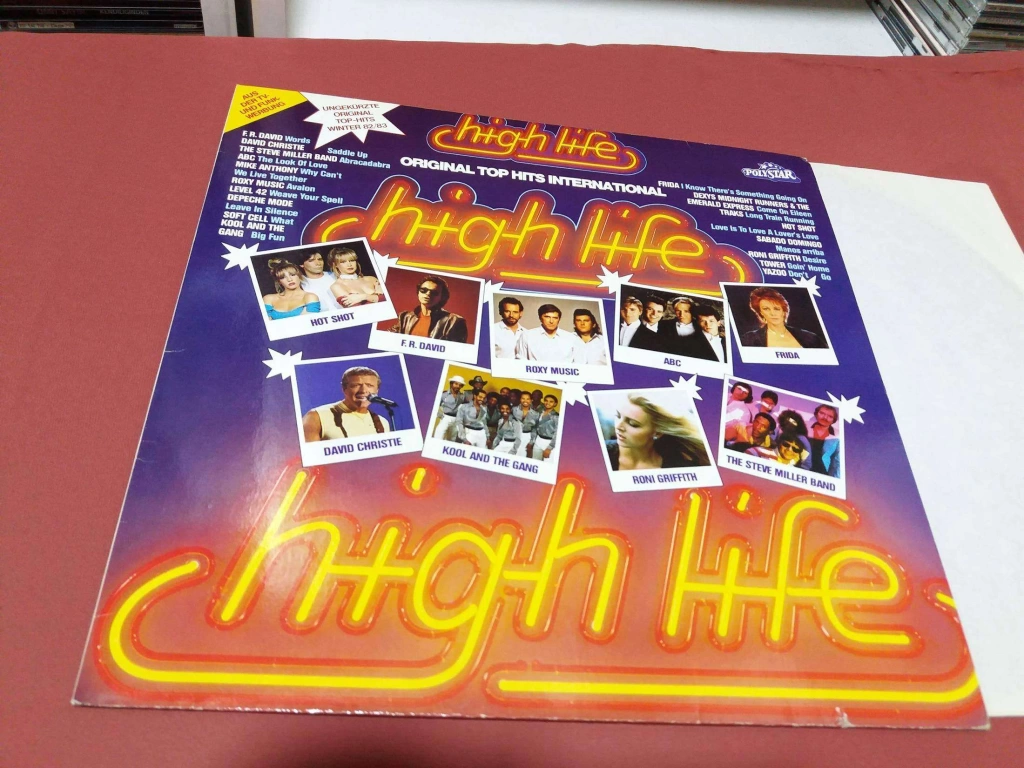 AUS
DER TV-
UND FUNK
WERBUNG
UNGEKÜRZTE
ORIGINAL
TOP-HITS
WINTER 82/83
high life
ORIGINAL TOP HITS INTERNATIONAL
POLYSTAR
F. R. DAVID Words
DAVID CHRISTIE Saddle Up
THE STEVE MILLER BAND Abracadabra
ABC The Look Of Love
MIKE ANTHONY Why Can't
We Live Together
ROXY MUSIC Avalon
LEVEL 42 Weave Your Spell
DEPECHE MODE
Leave In Silence
SOFT CELL What
KOOL AND THE
GANG Big Fun
FRIDA I Know There's Something Going On
DEXYS MIDNIGHT RUNNERS & THE
EMERALD EXPRESS Come On Eileen
TRAKS Long Train Running
HOT SHOT
Love Is To Love A Lover's Love
SABADO DOMINGO
Manos arriba
RONI GRIFFITH Desire
TOWER Goin' Home
YAZOO Don't Go
high life
HOT SHOT
F. R. DAVID
ROXY MUSIC
ABC
FRIDA
DAVID CHRISTIE
KOOL AND THE GANG
RONI GRIFFITH
THE STEVE MILLER BAND
high life